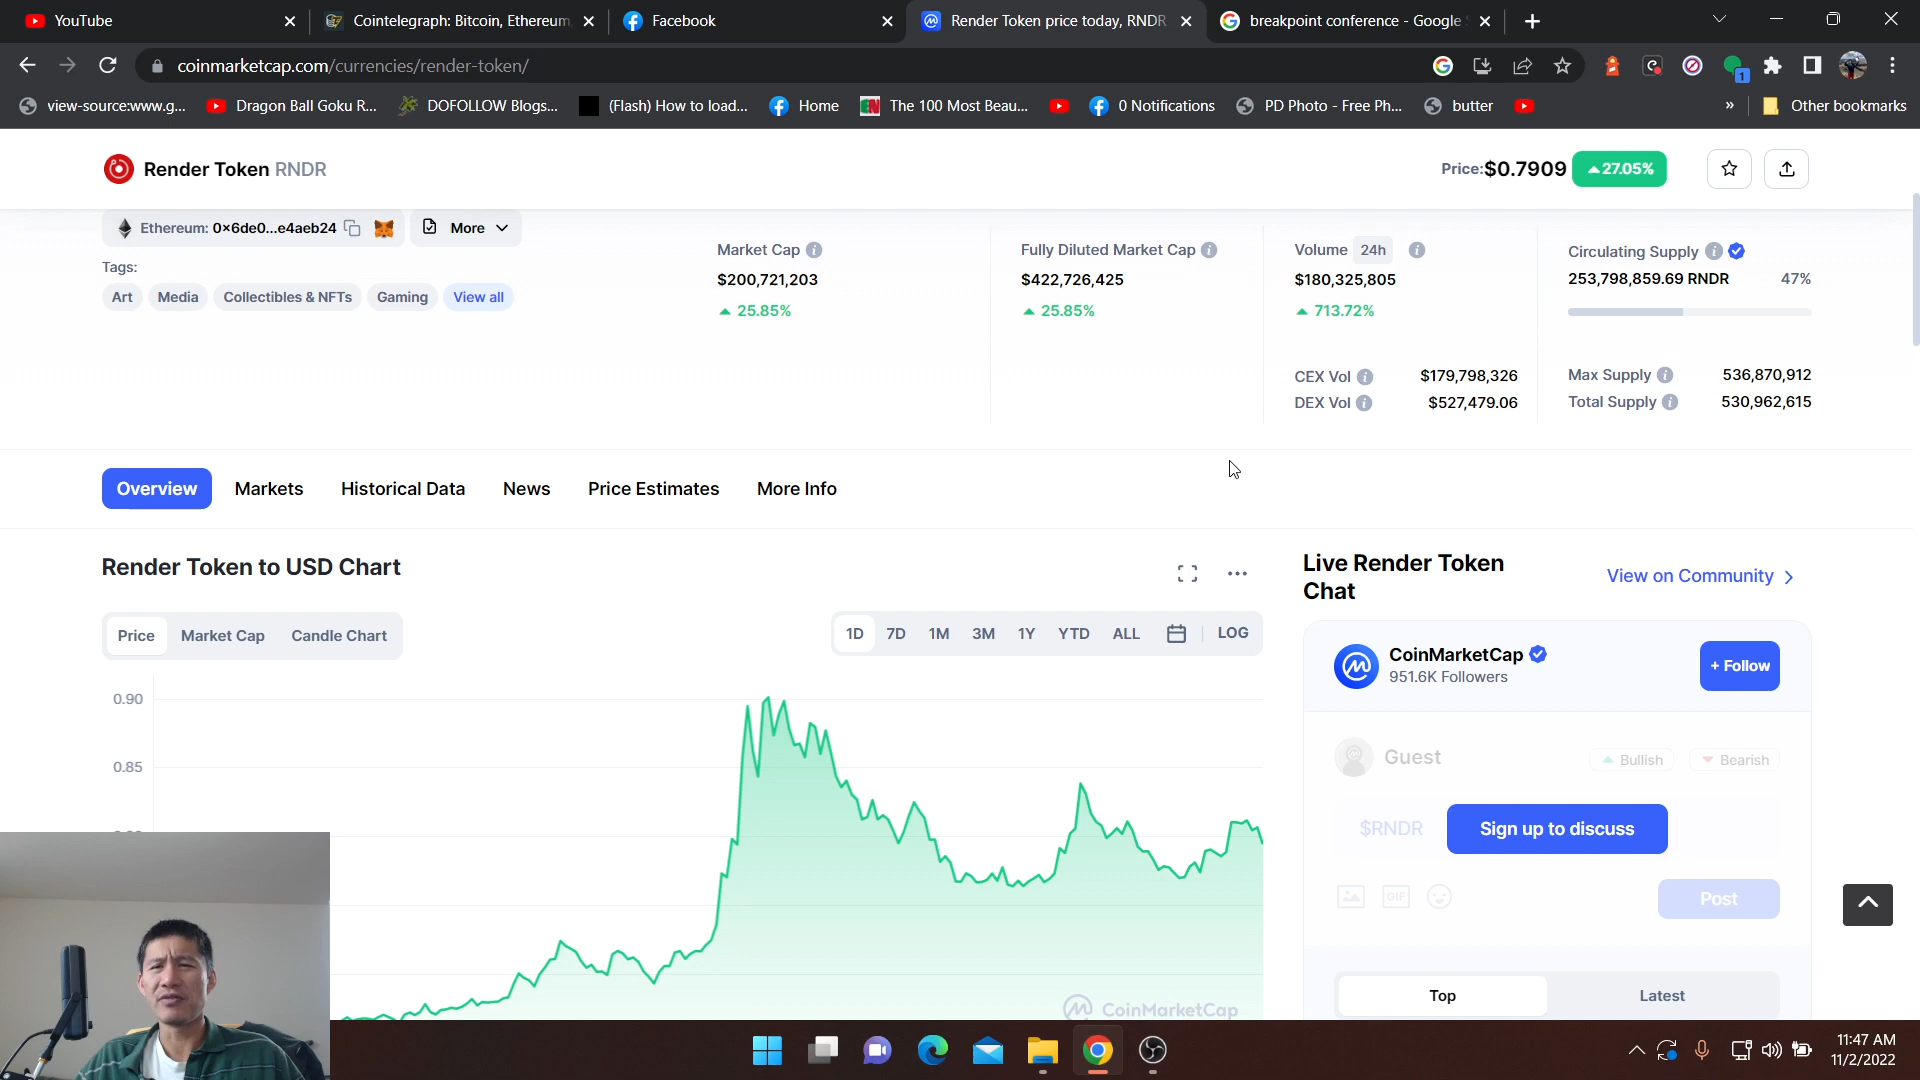 YouTube
Cointelegraph: Bitcoin, Ethereum
Facebook
Render Token price today, RNDR
breakpoint conference - Google S
coinmarketcap.com/currencies/render-token/
1
view-source:www.g...
Dragon Ball Goku R...
DOFOLLOW Blogs...
(Flash) How to load...
Home
The 100 Most Beau...
0 Notifications
PD Photo - Free Ph...
butter
»
Other bookmarks
Render Token RNDR
Price:$0.7909
27.05%
Ethereum: 0x6de0...e4aeb24
More
Tags:
Art
Media
Collectibles & NFTs
Gaming
View all
Market Cap
$200,721,203
25.85%
Fully Diluted Market Cap
$422,726,425
25.85%
Volume 24h
$180,325,805
713.72%
CEX Vol
$179,798,326
DEX Vol
$527,479.06
Circulating Supply
253,798,859.69 RNDR
47%
Max Supply
536,870,912
Total Supply
530,962,615
Overview
Markets
Historical Data
News
Price Estimates
More Info
Render Token to USD Chart
Price
Market Cap
Candle Chart
1D
7D
1M
3M
1Y
YTD
ALL
LOG
0.90
0.85
CoinMarketCap
Live Render Token
Chat
View on Community
CoinMarketCap
951.6K Followers
+ Follow
Guest
Bullish
Bearish
$RNDR
Sign up to discuss
GIF
Post
Top
Latest
11:47 AM
11/2/2022